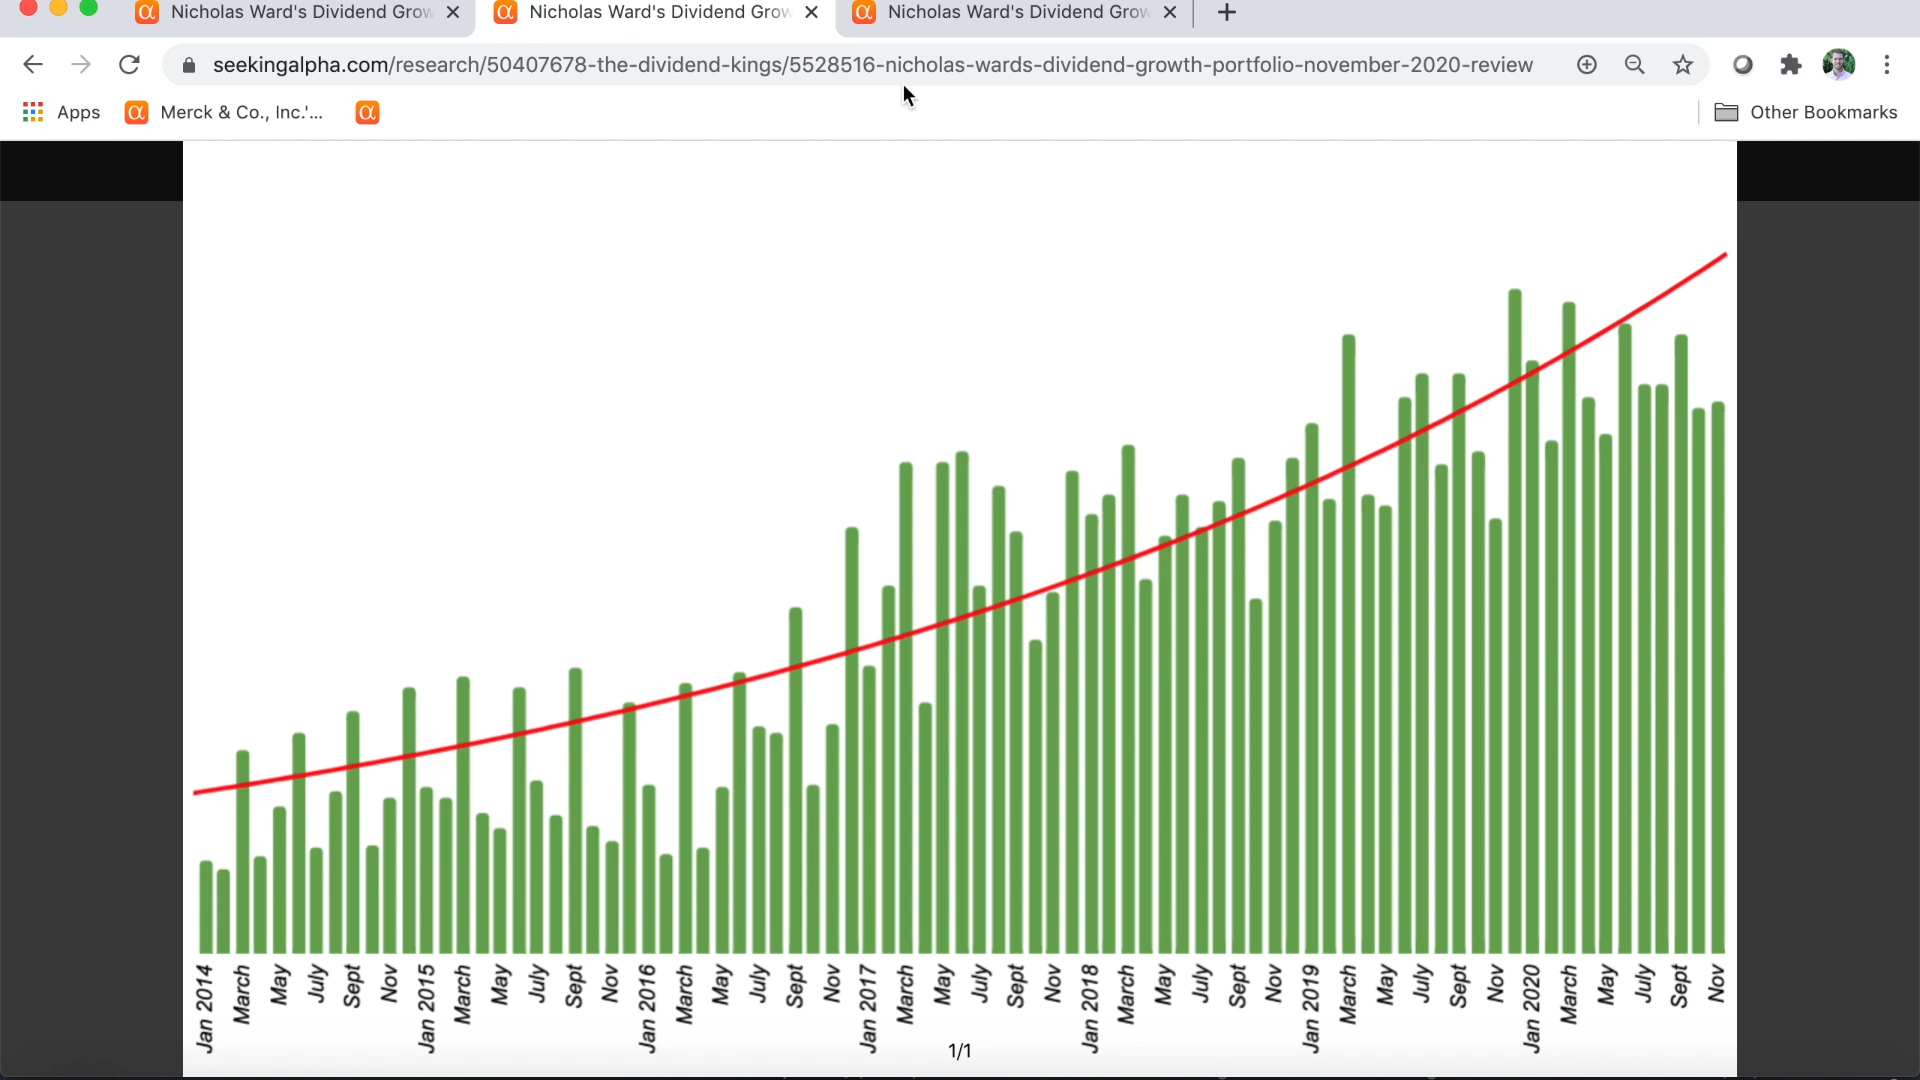 Nicholas Ward's Dividend Grow
Nicholas Ward's Dividend Grow
Nicholas Ward's Dividend Grow
seekingalpha.com/research/50407678-the-dividend-kings/5528516-nicholas-wards-dividend-growth-portfolio-november-2020-review
Apps
Merck & Co., Inc.'...
Other Bookmarks
Jan 2014
March
May
July
Sept
Nov
Jan 2015
March
May
July
Sept
Nov
Jan 2016
March
May
July
Sept
Nov
Jan 2017
March
May
July
Sept
Nov
Jan 2018
March
May
July
Sept
Nov
Jan 2019
March
May
July
Sept
Nov
Jan 2020
March
May
July
Sept
Nov
1/1